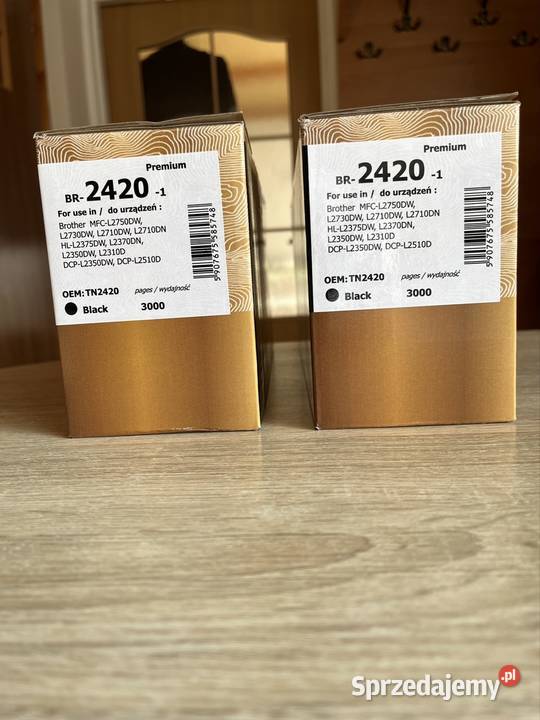 Premium
BR-2420 -1
For use in / do urządzeń :
Brother MFC-L2750DW,
L2730DW, L2710DW, L2710DN
HL-L2375DW, L2370DN,
L2350DW, L2310D
DCP-L2350DW, DCP-L2510D
OEM: TN2420
pages / wydajność
Black 3000
5907675585748
Premium
BR-2420 -1
For use in / do urządzeń :
Brother MFC-L2750DW,
L2730DW, L2710DW, L2710DN
HL-L2375DW, L2370DN,
L2350DW, L2310D
DCP-L2350DW, DCP-L2510D
OEM: TN2420
pages / wydajność
Black 3000
5907675585748
Sprzedajemy.pl